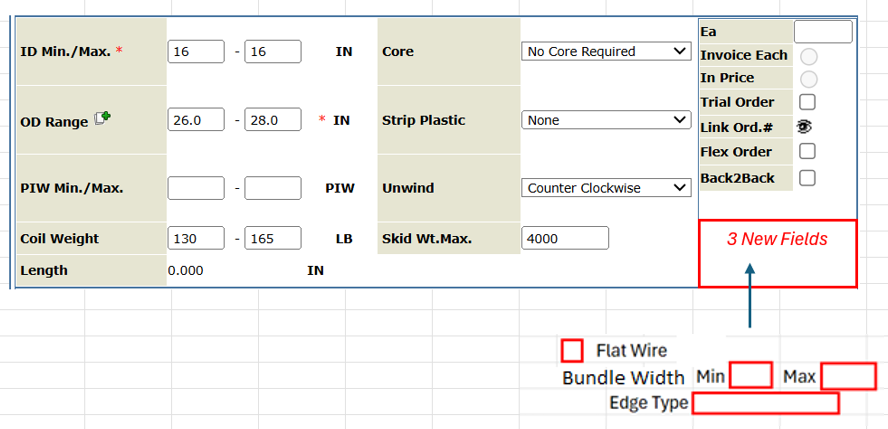 ID Min./Max. * 16 - 16 IN Core No Core Required
OD Range 26.0 - 28.0 * IN Strip Plastic None
PIW Min./Max. - PIW Unwind Counter Clockwise
Coil Weight 130 - 165 LB Skid Wt.Max. 4000
Length 0.000 IN
Ea
Invoice Each
In Price
Trial Order
Link Ord.#
Flex Order
Back2Back
3 New Fields
Flat Wire
Bundle Width Min Max
Edge Type